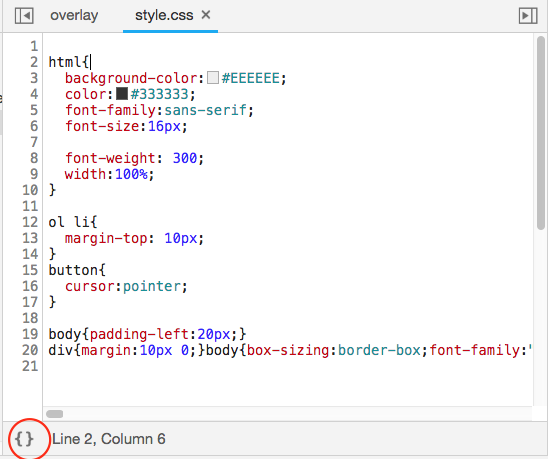 overlay style.css ×
1
2 html{
3 background-color:#EEEEEE;
4 color:#333333;
5 font-family:sans-serif;
6 font-size:16px;
7
8 font-weight: 300;
9 width:100%;
10 }
11
12 ol li{
13 margin-top: 10px;
14 }
15 button{
16 cursor:pointer;
17 }
18
19 body{padding-left:20px;}
20 div{margin:10px 0;}body{box-sizing:border-box;font-family:'
21
{} Line 2, Column 6